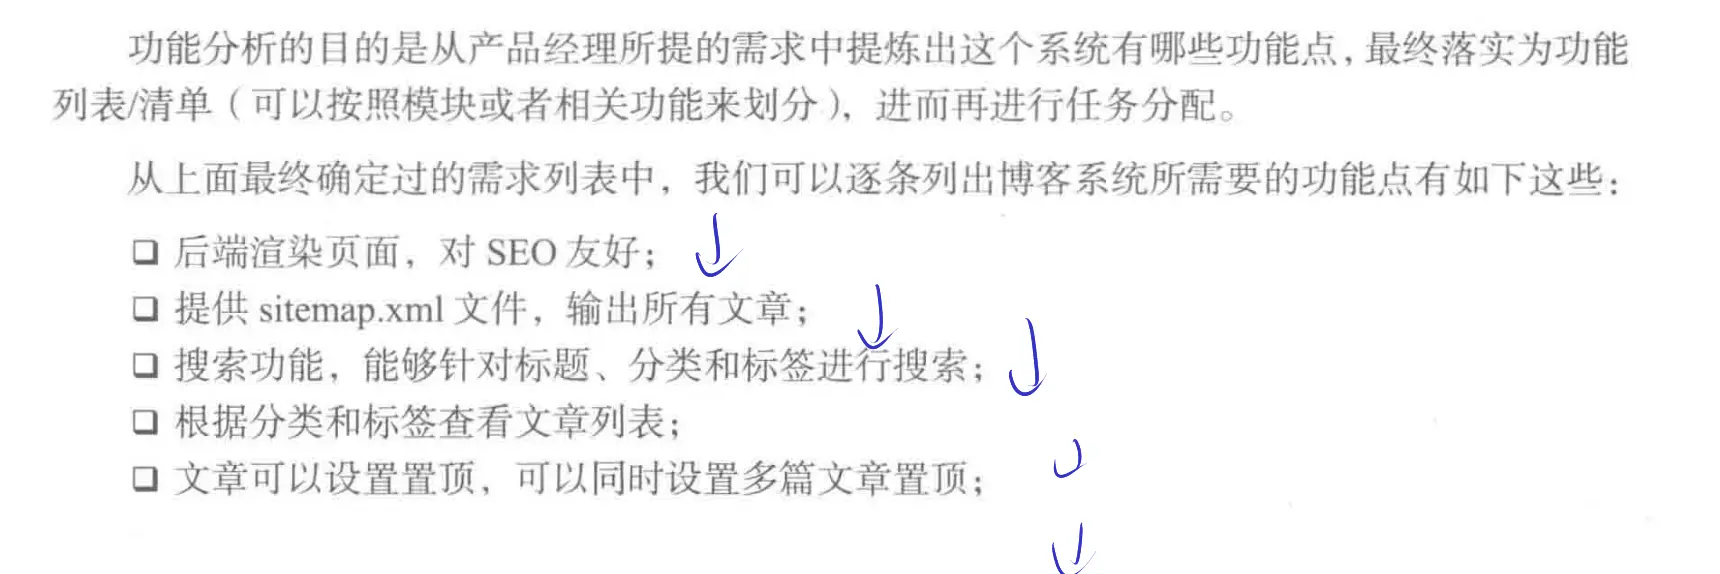 功能分析的目的是从产品经理所提的需求中提炼出这个系统有哪些功能点，最终落实为功能
列表/清单（可以按照模块或者相关功能来划分），进而再进行任务分配。
从上面最终确定过的需求列表中，我们可以逐条列出博客系统所需要的功能点有如下这些：
❑ 后端渲染页面，对 SEO 友好；
❑ 提供 sitemap.xml 文件，输出所有文章；
❑ 搜索功能，能够针对标题、分类和标签进行搜索；
❑ 根据分类和标签查看文章列表；
❑ 文章可以设置置顶，可以同时设置多篇文章置顶；